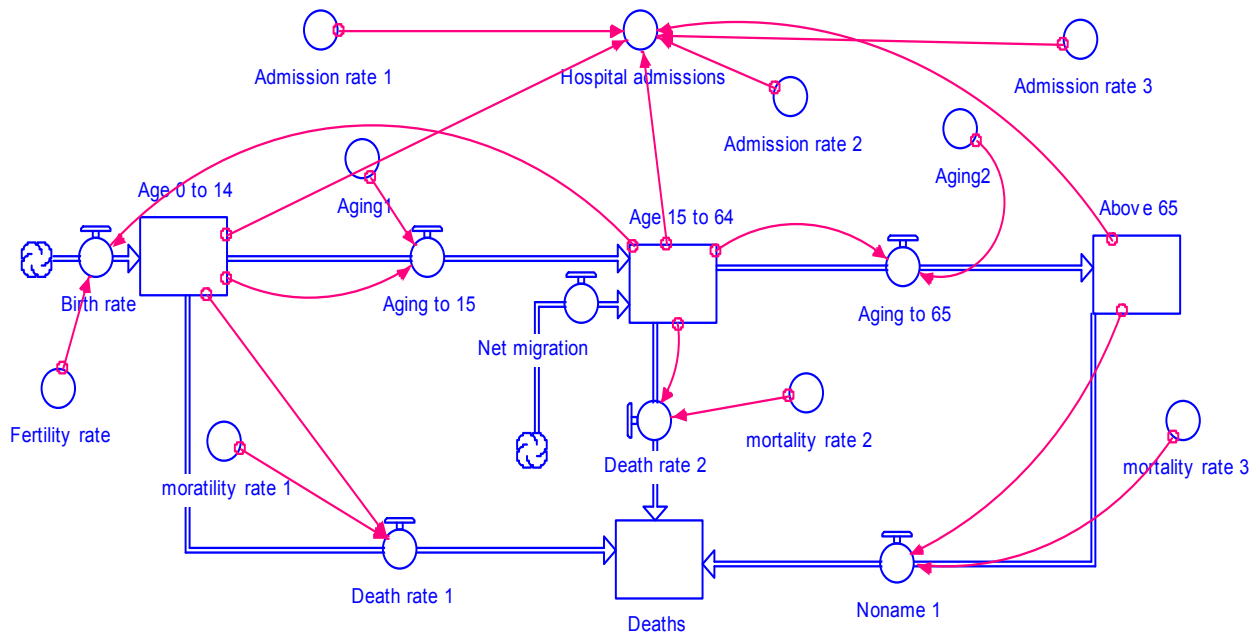 Admission rate 1
Hospital admissions
Admission rate 3
Admission rate 2
Aging2
Age 0 to 14
Aging1
Age 15 to 64
Above 65
Birth rate
Aging to 15
Aging to 65
Net migration
Fertility rate
mortality rate 2
Death rate 2
mortality rate 3
moratility rate 1
Death rate 1
Noname 1
Deaths